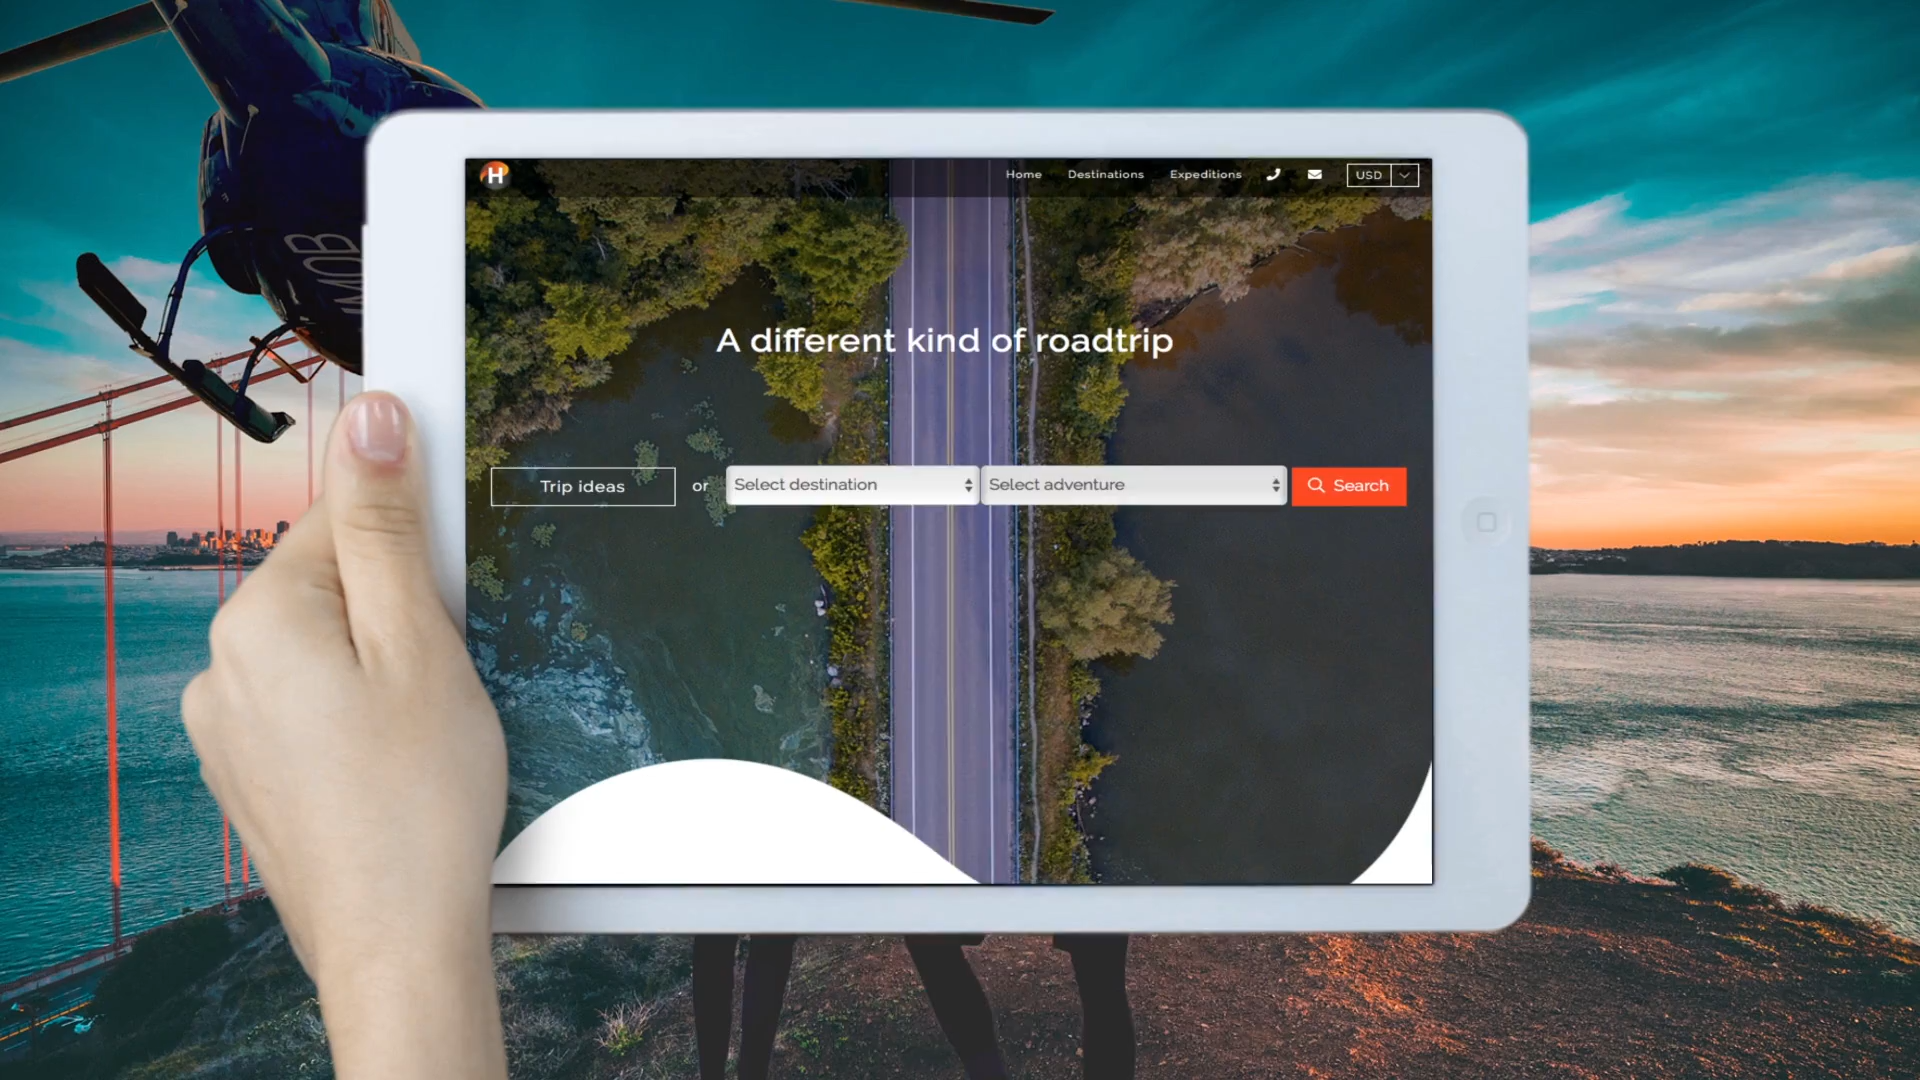 H
Home Destinations Expeditions USD
A different kind of roadtrip
Trip ideas or Select destination Select adventure Search